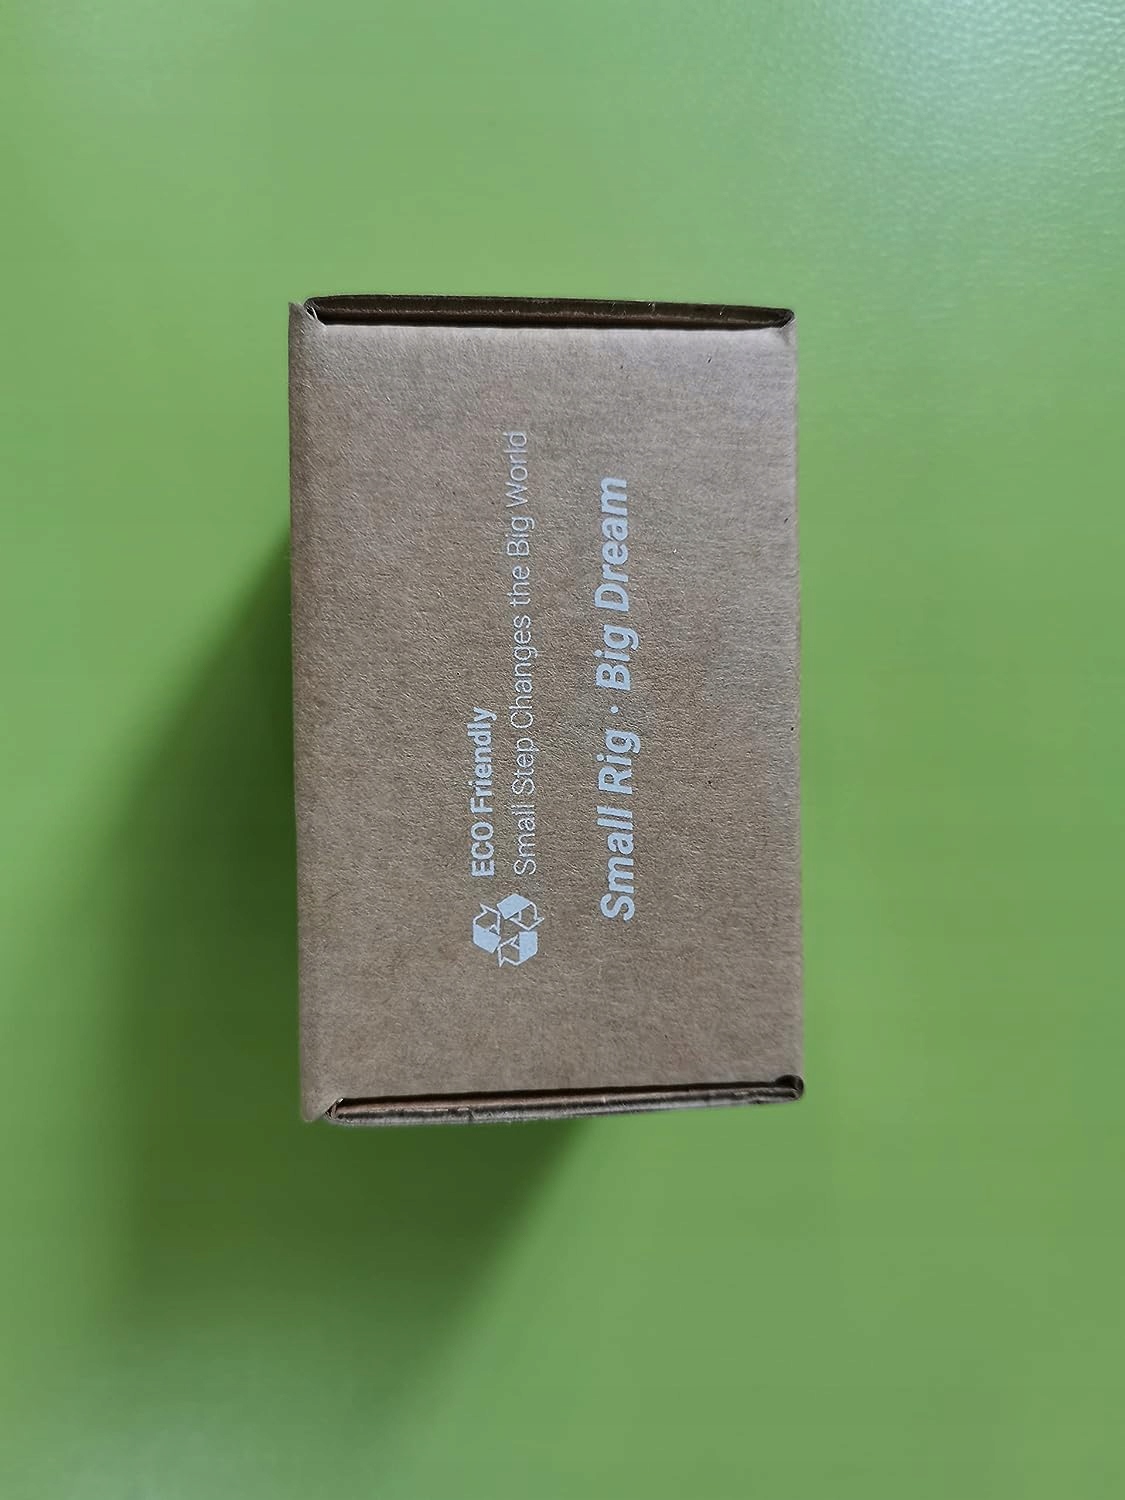 ECO Friendly
Small Step Changes the Big World
Small Rig · Big Dream